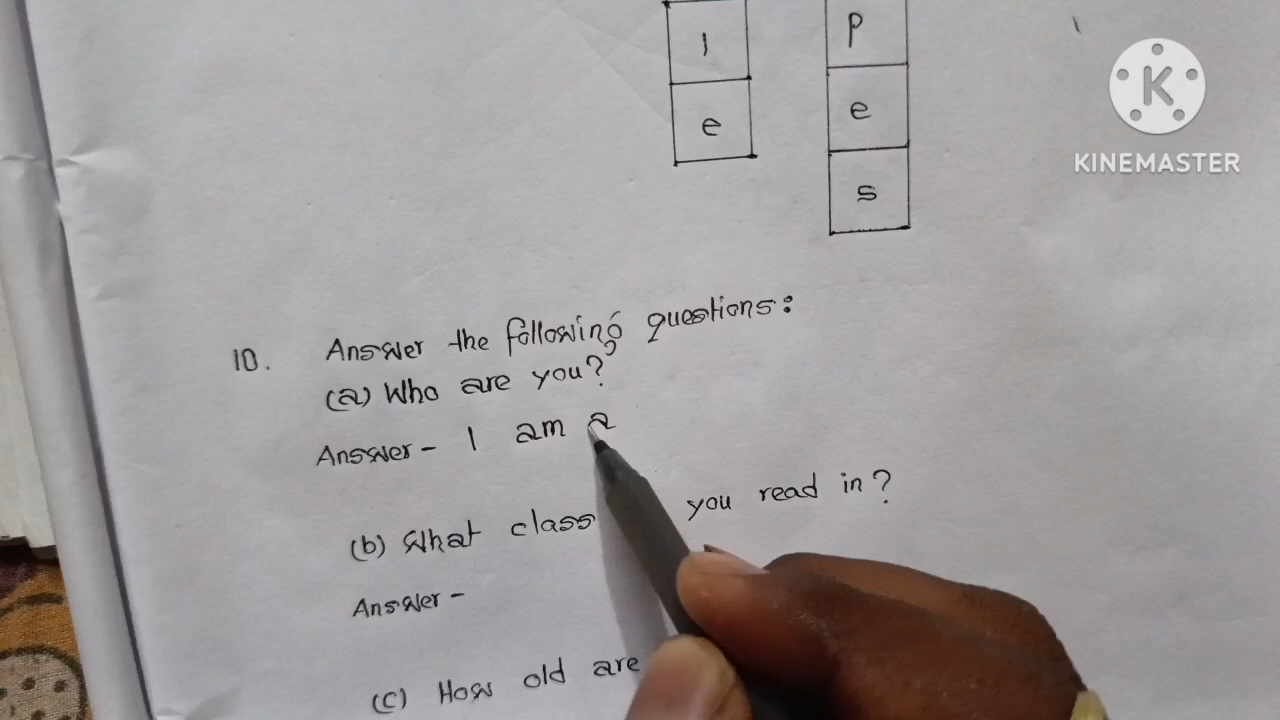 l
e
P
e
s
KINEMASTER
10. Answer the following questions:
(a) Who are you?
Answer - I am a
(b) What class you read in?
Answer -
(c) How old are